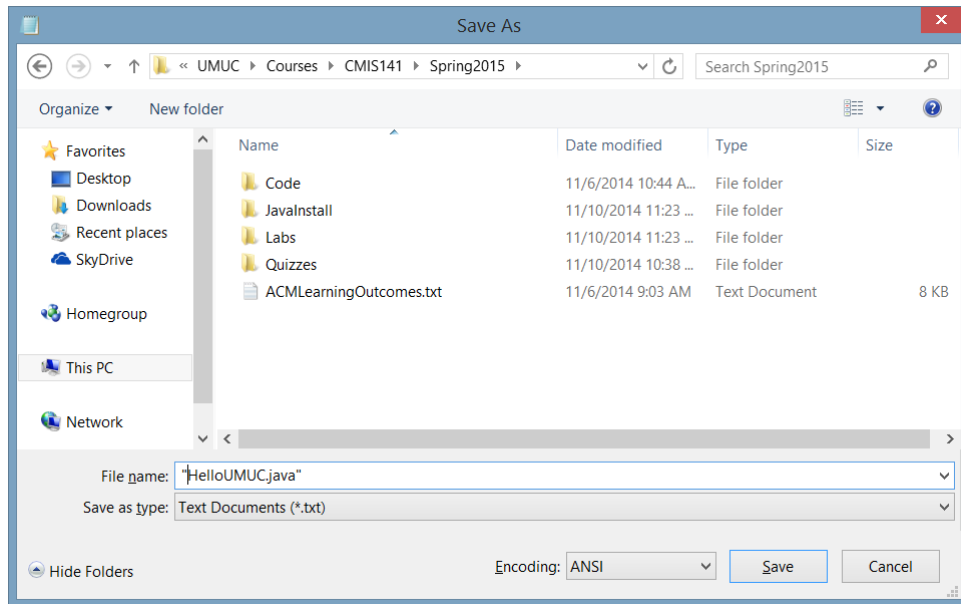 Save As
« UMUC ▸ Courses ▸ CMIS141 ▸ Spring2015 ▸ Search Spring2015
Organize New folder
Name Date modified Type Size
Favorites
Desktop
Downloads
Recent places
SkyDrive
Homegroup
This PC
Network
Code 11/6/2014 10:44 A... File folder
JavaInstall 11/10/2014 11:23 ... File folder
Labs 11/10/2014 11:23 ... File folder
Quizzes 11/10/2014 10:38 ... File folder
ACMLearningOutcomes.txt 11/6/2014 9:03 AM Text Document 8 KB
File name: "HelloUMUC.java"
Save as type: Text Documents (*.txt)
Hide Folders Encoding: ANSI Save Cancel